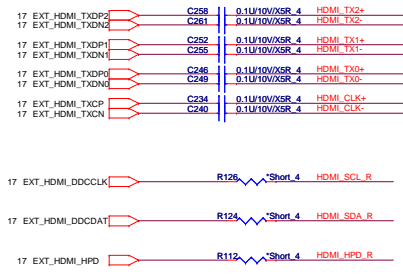 17 EXT_HDMI_TXDP2 C258 0.1U/10V/X5R_4 HDMI_TX2+
17 EXT_HDMI_TXDN2 C261 0.1U/10V/X5R_4 HDMI_TX2-
17 EXT_HDMI_TXDP1 C252 0.1U/10V/X5R_4 HDMI_TX1+
17 EXT_HDMI_TXDN1 C255 0.1U/10V/X5R_4 HDMI_TX1-
17 EXT_HDMI_TXDP0 C246 0.1U/10V/X5R_4 HDMI_TX0+
17 EXT_HDMI_TXDN0 C249 0.1U/10V/X5R_4 HDMI_TX0-
17 EXT_HDMI_TXCP C234 0.1U/10V/X5R_4 HDMI_CLK+
17 EXT_HDMI_TXCN C240 0.1U/10V/X5R_4 HDMI_CLK-
17 EXT_HDMI_DDCCLK R126 *Short_4 HDMI_SCL_R
17 EXT_HDMI_DDCDAT R124 *Short_4 HDMI_SDA_R
17 EXT_HDMI_HPD R112 *Short_4 HDMI_HPD_R